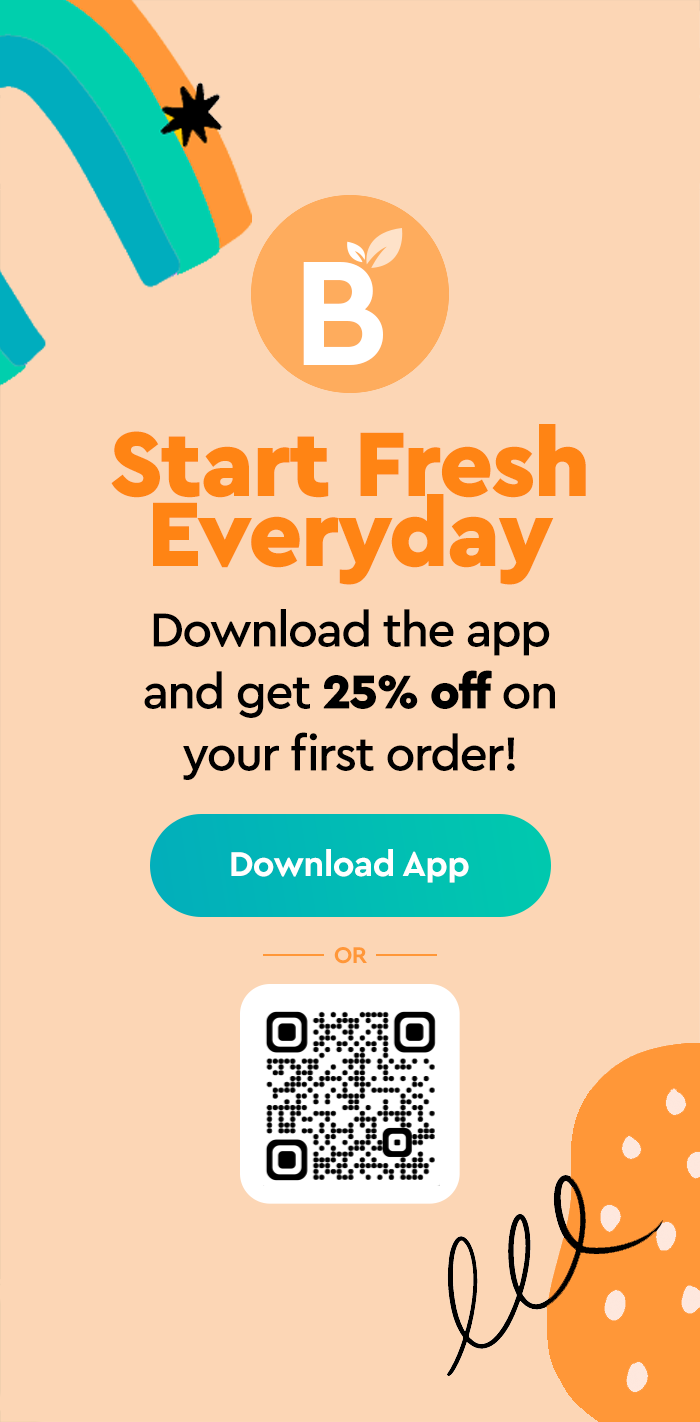 B
Start Fresh
Everyday
Download the app
and get 25% off on
your first order!
Download App
OR